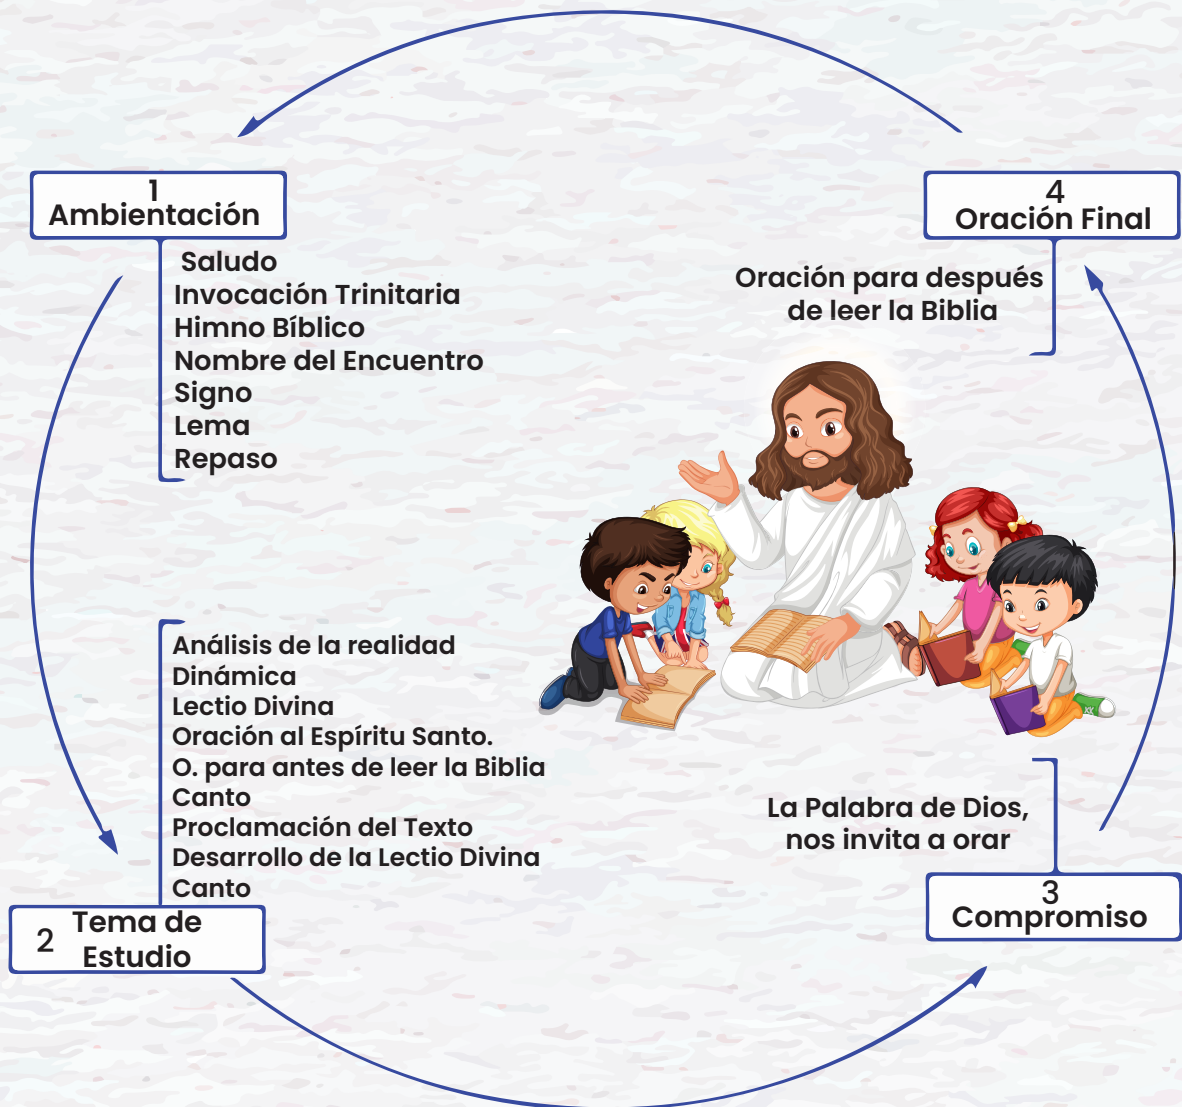 1
Ambientación
Saludo
Invocación Trinitaria
Himno Bíblico
Nombre del Encuentro
Signo
Lema
Repaso
Análisis de la realidad
Dinámica
Lectio Divina
Oración al Espíritu Santo.
O. para antes de leer la Biblia
Canto
Proclamación del Texto
Desarrollo de la Lectio Divina
Canto
2
Tema de
Estudio
3
Compromiso
La Palabra de Dios,
nos invita a orar
4
Oración Final
Oración para después
de leer la Biblia